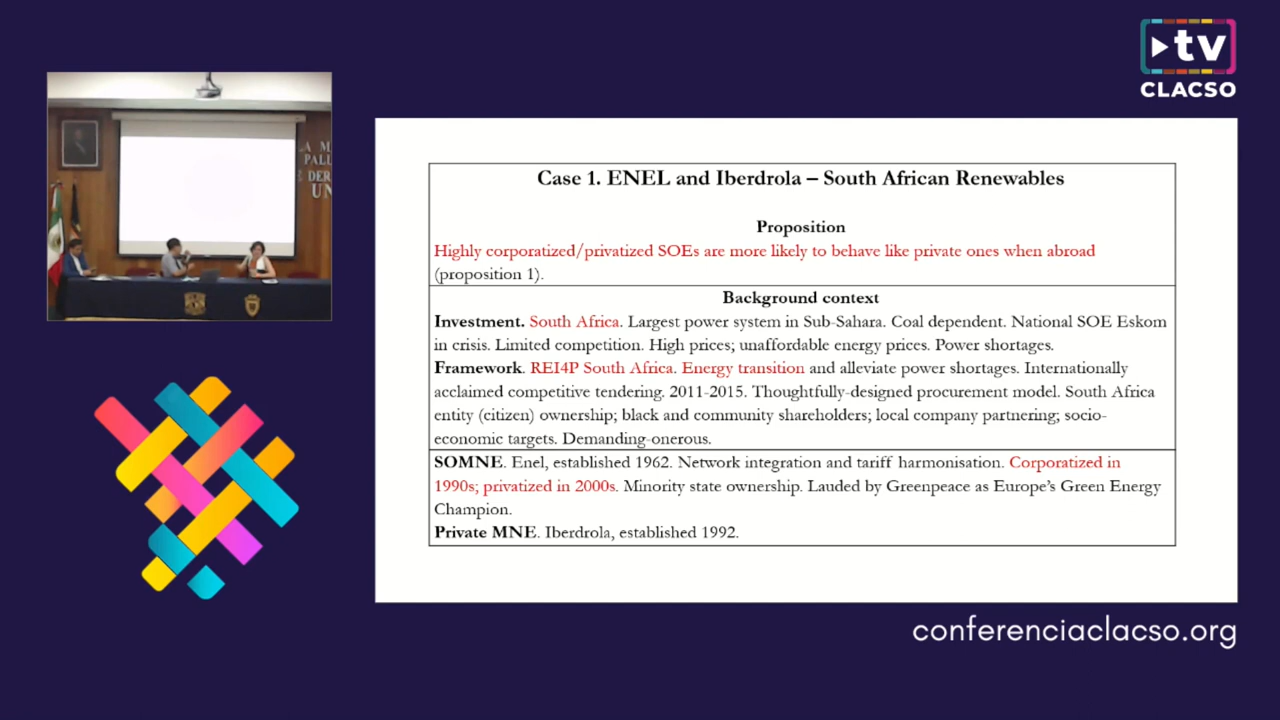 tv
CLACSO
LA M
PALU
DER
UN
Case 1. ENEL and Iberdrola – South African Renewables
Proposition
Highly corporatized/privatized SOEs are more likely to behave like private ones when abroad
(proposition 1).
Background context
Investment. South Africa. Largest power system in Sub-Sahara. Coal dependent. National SOE Eskom
in crisis. Limited competition. High prices; unaffordable energy prices. Power shortages.
Framework. REI4P South Africa. Energy transition and alleviate power shortages. Internationally
acclaimed competitive tendering. 2011-2015. Thoughtfully-designed procurement model. South Africa
entity (citizen) ownership; black and community shareholders; local company partnering; socio-
economic targets. Demanding-onerous.
SOMNE. Enel, established 1962. Network integration and tariff harmonisation. Corporatized in
1990s; privatized in 2000s. Minority state ownership. Lauded by Greenpeace as Europe's Green Energy
Champion.
Private MNE. Iberdrola, established 1992.
conferenciaclacso.org